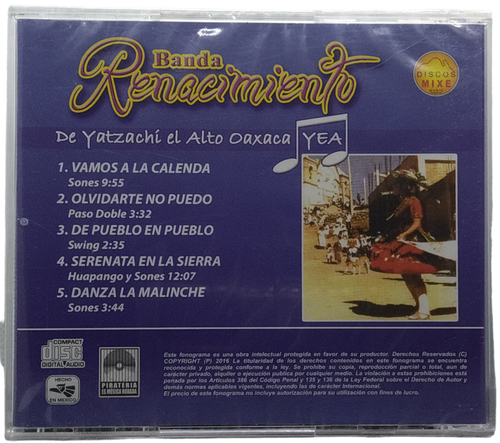 Banda
Renacimiento
DISCOS
MIXE
De Yatzachi el Alto Oaxaca YEA
1. VAMOS A LA CALENDA
Sones 9:55
2. OLVIDARTE NO PUEDO
Paso Doble 3:32
3. DE PUEBLO EN PUEBLO
Swing 2:35
4. SERENATA EN LA SIERRA
Huapango y Sones 12:07
5. DANZA LA MALINCHE
Sones 3:44
COMPACT
disc
DIGITAL AUDIO
HECHO
EN MEXICO
PIRATERIA
ES MUSICA ROBADA
Este fonograma es una obra intelectual protegida en favor de su productor. Derechos Reservados (C)
COPYRIGHT (P) 2016 La titularidad de los derechos contenidos en este fonograma se encuentra
reconocida y protegida conforme a la ley. Se prohibe su copia, reproducción parcial o total, aun
de carácter privado, alquiler o ejecución publica por cualquier medio. La violación a estas prohibiciones está
penada por los Artículos 386 del Código Penal y 135 y 136 de la Ley Federal sobre el Derecho de Autor y
demás normas aplicables vigentes, incluyendo las de carácter Internacional.
El precio de este fonograma no incluye autorización para su utilización con fines de lucro.